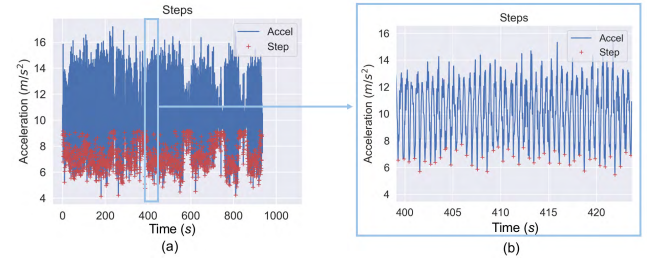 Steps
Accel
Step
16
14
12
10
8
6
4
Acceleration (m/s²)
0 200 400 600 800 1000
Time (s)
(a)
Steps
Accel
Step
16
14
12
10
8
6
4
Acceleration (m/s²)
400 405 410 415 420
Time (s)
(b)